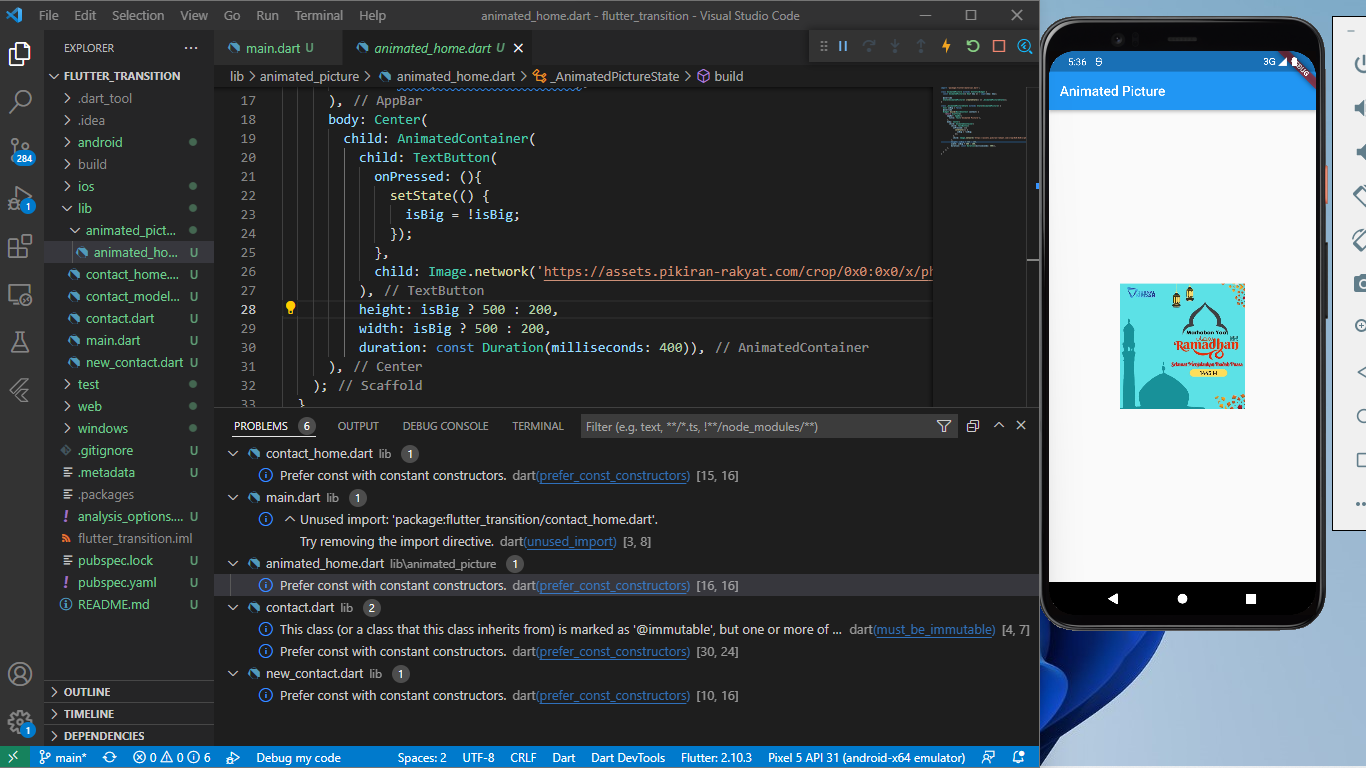 File Edit Selection View Go Run Terminal Help animated_home.dart - flutter_transition - Visual Studio Code
EXPLORER
FLUTTER_TRANSITION
.dart_tool
.idea
android
build
ios
lib
animated_pict...
animated_ho... U
contact_home.... U
contact_model... U
contact.dart U
main.dart U
new_contact.dart U
test
web
windows
.gitignore U
.metadata U
.packages
analysis_options.... U
flutter_transition.iml
pubspec.lock U
pubspec.yaml U
README.md U
OUTLINE
TIMELINE
DEPENDENCIES
284
1
1
main.dart U animated_home.dart U
lib > animated_picture > animated_home.dart > _AnimatedPictureState > build
17 ), // AppBar
18 body: Center(
19 child: AnimatedContainer(
20 child: TextButton(
21 onPressed: (){
22 setState(() {
23 isBig = !isBig;
24 });
25 },
26 child: Image.network('https://assets.pikiran-rakyat.com/crop/0x0:0x0/x/ph
27 ), // TextButton
28 height: isBig ? 500 : 200,
29 width: isBig ? 500 : 200,
30 duration: const Duration(milliseconds: 400)), // AnimatedContainer
31 ), // Center
32 ); // Scaffold
33 }
PROBLEMS 6 OUTPUT DEBUG CONSOLE TERMINAL Filter (e.g. text, **/*.ts, !**/node_modules/**)
contact_home.dart lib 1
Prefer const with constant constructors. dart(prefer_const_constructors) [15, 16]
main.dart lib 1
Unused import: 'package:flutter_transition/contact_home.dart'.
Try removing the import directive. dart(unused_import) [3, 8]
animated_home.dart lib\animated_picture 1
Prefer const with constant constructors. dart(prefer_const_constructors) [16, 16]
contact.dart lib 2
This class (or a class that this class inherits from) is marked as '@immutable', but one or more of ... dart(must_be_immutable) [4, 7]
Prefer const with constant constructors. dart(prefer_const_constructors) [30, 24]
new_contact.dart lib 1
Prefer const with constant constructors. dart(prefer_const_constructors) [10, 16]
main* 0 0 6 Debug my code Spaces: 2 UTF-8 CRLF Dart Dart DevTools Flutter: 2.10.3 Pixel 5 API 31 (android-x64 emulator)
5:36 3G
Animated Picture
Marhaban Yaa
Ramadhan